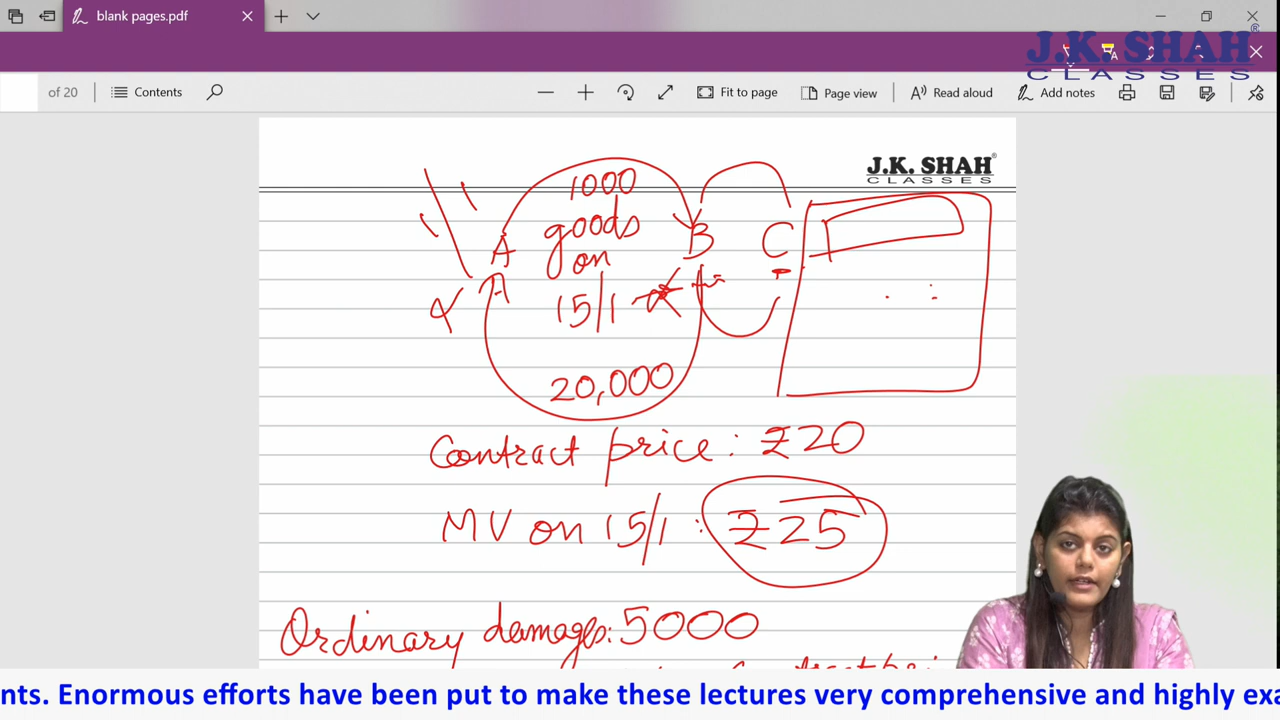 blank pages.pdf
J.K. SHAH®
CLASSES
of 20
Contents
Fit to page
Page view
Read aloud
Add notes
J.K. SHAH®
CLASSES
1000
A goods B C
on
A 15/1
20,000
Contract price: ₹20
MV on 15/1: ₹25
Ordinary damages: 5000
nts. Enormous efforts have been put to make these lectures very comprehensive and highly exa